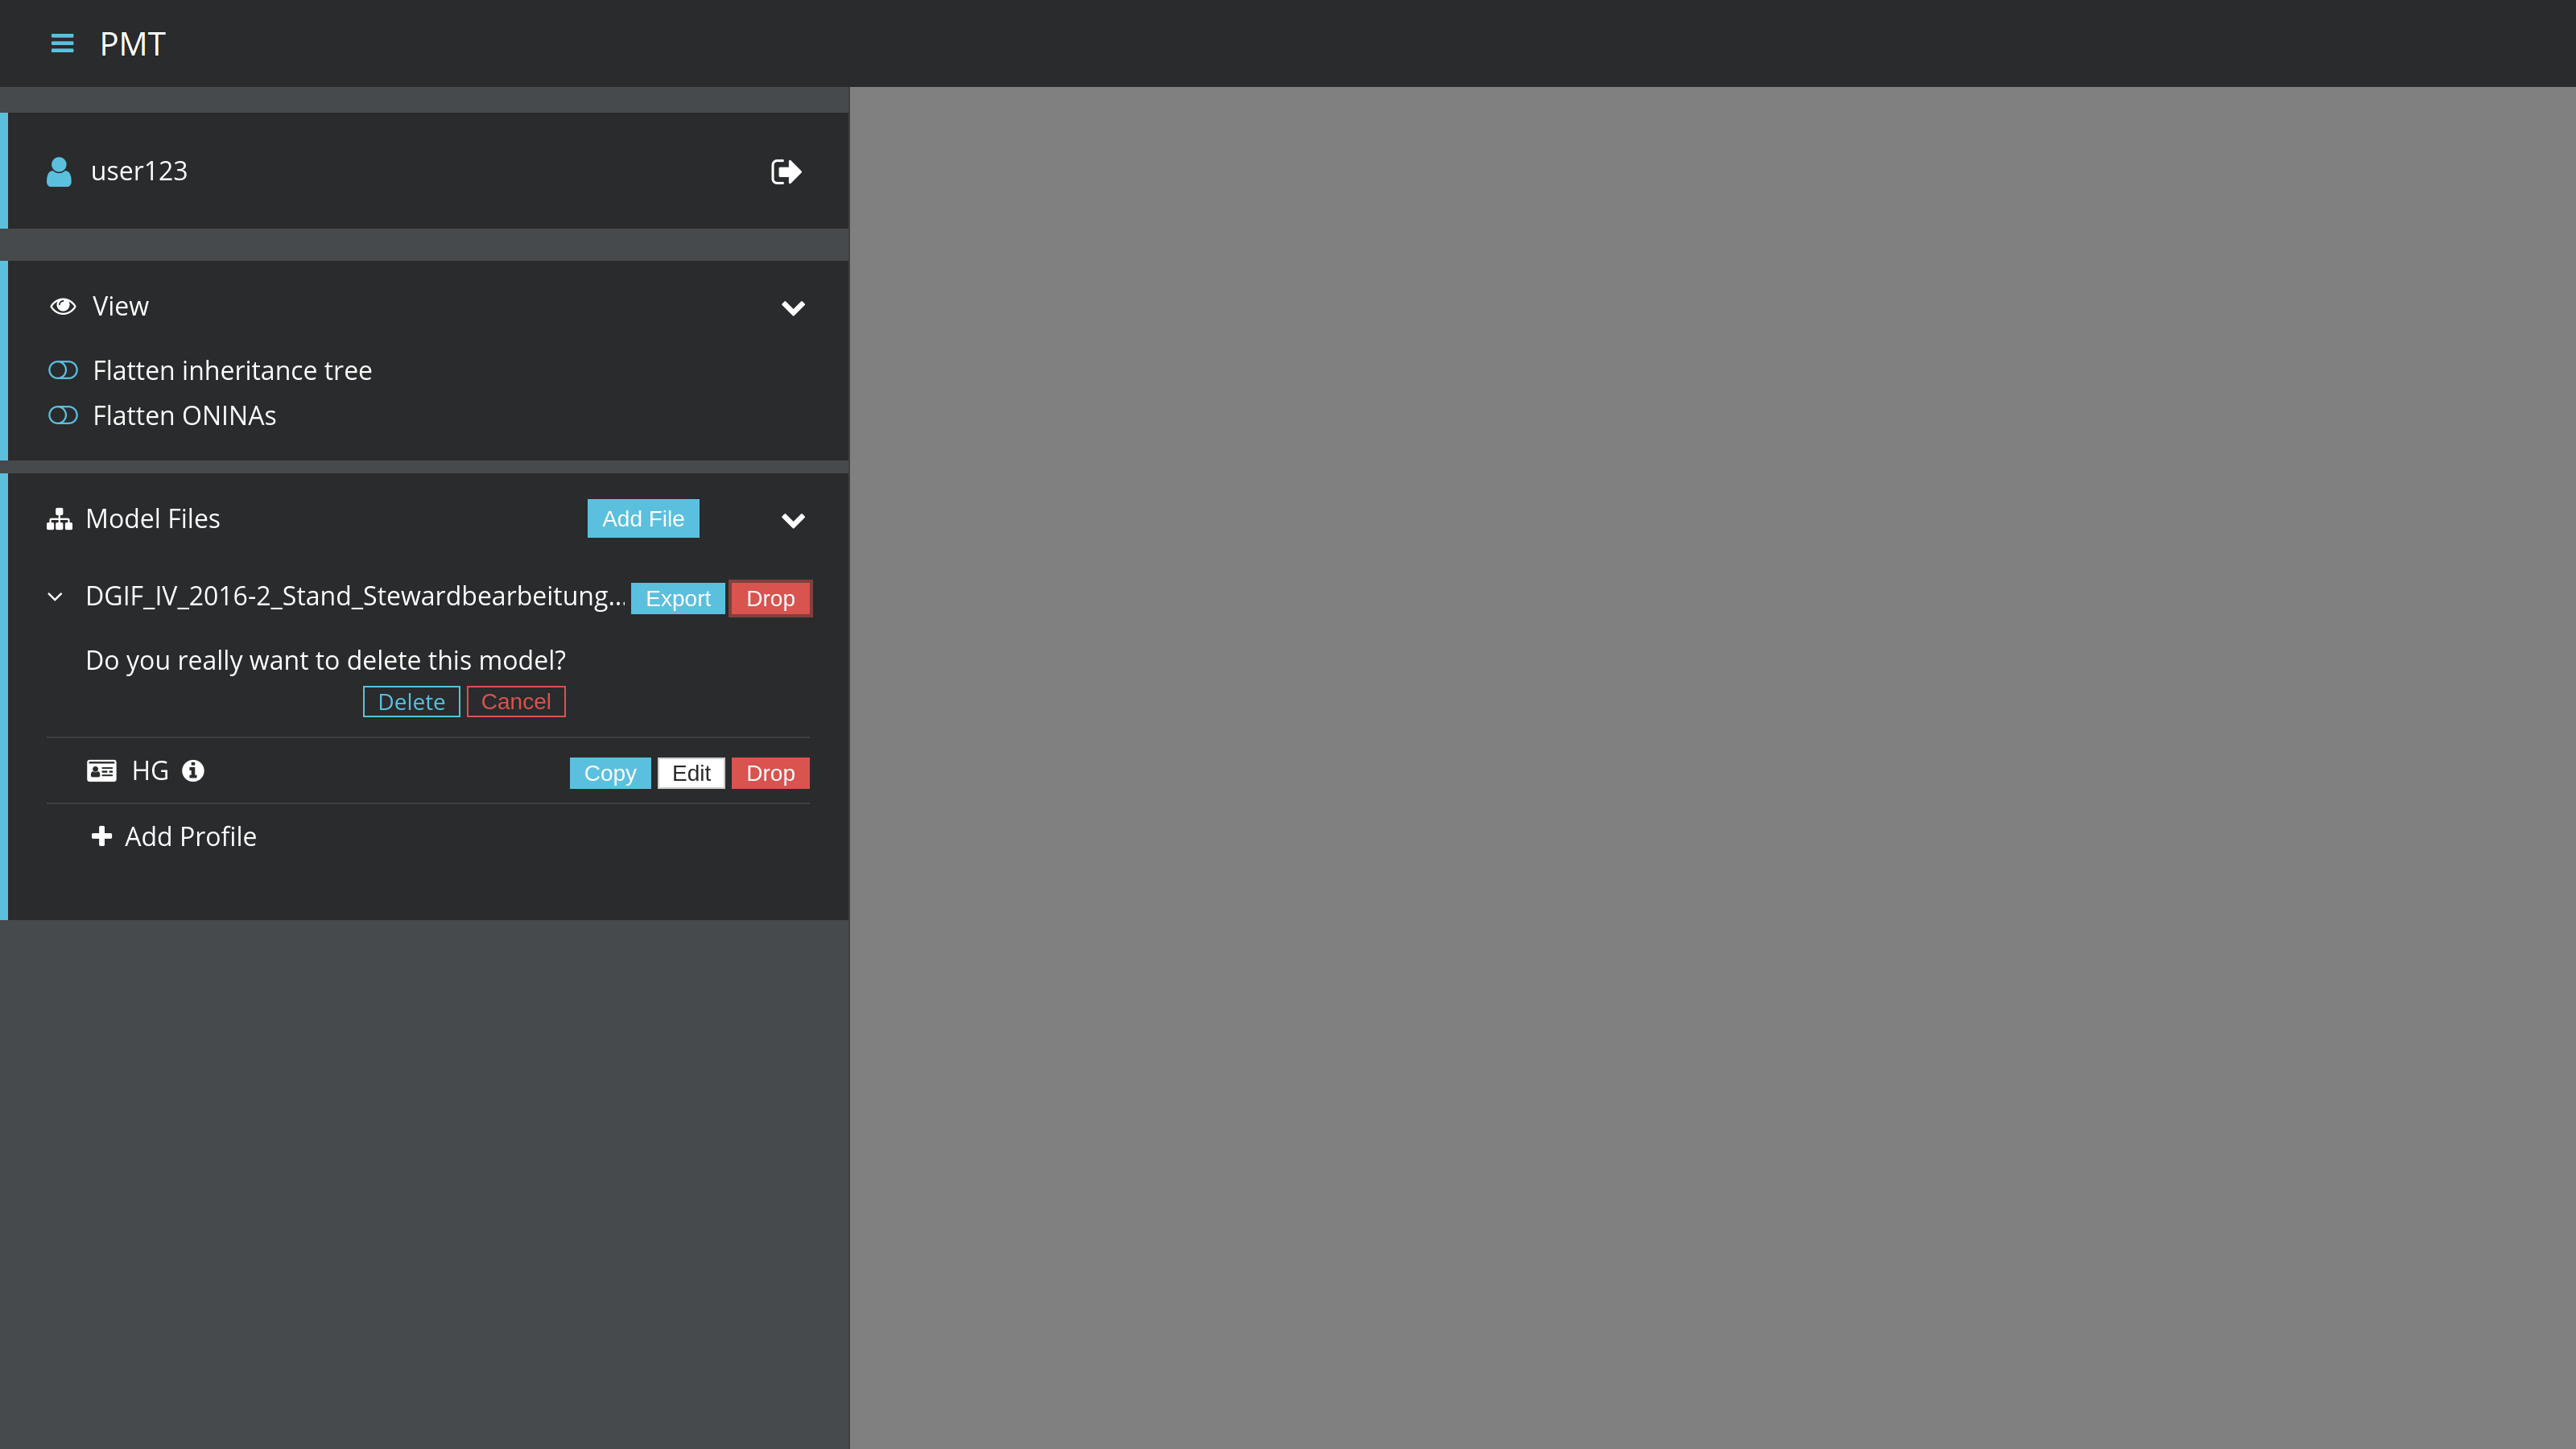 PMT
user123
View
Flatten inheritance tree
Flatten ONINAs
Model Files Add File
DGIF_IV_2016-2_Stand_Stewardbearbeitung... Export Drop
Do you really want to delete this model?
Delete Cancel
HG Copy Edit Drop
Add Profile